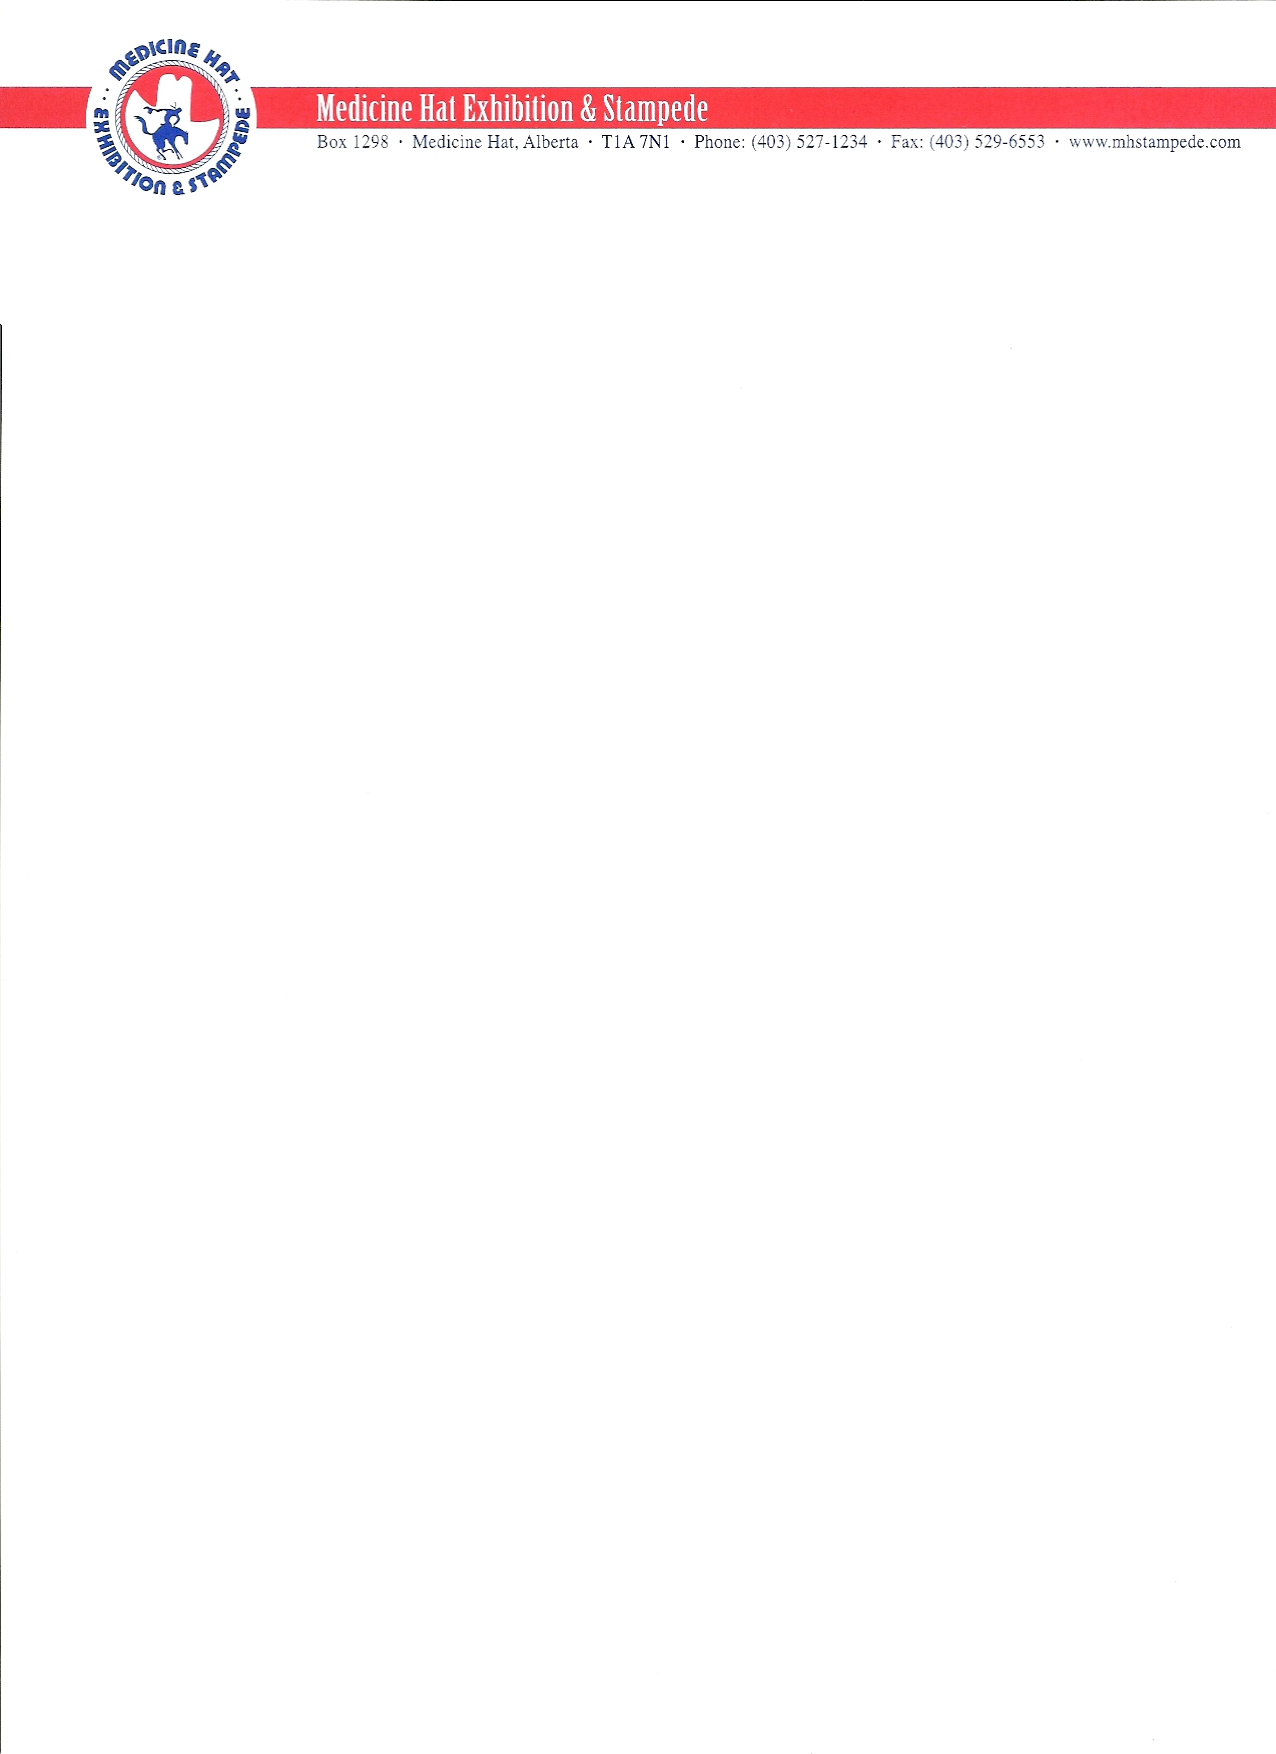 MEDICINE HAT
EXHIBITION & STAMPEDE
Medicine Hat Exhibition & Stampede
Box 1298 · Medicine Hat, Alberta · T1A 7N1 · Phone: (403) 527-1234 · Fax: (403) 529-6553 · www.mhstampede.com